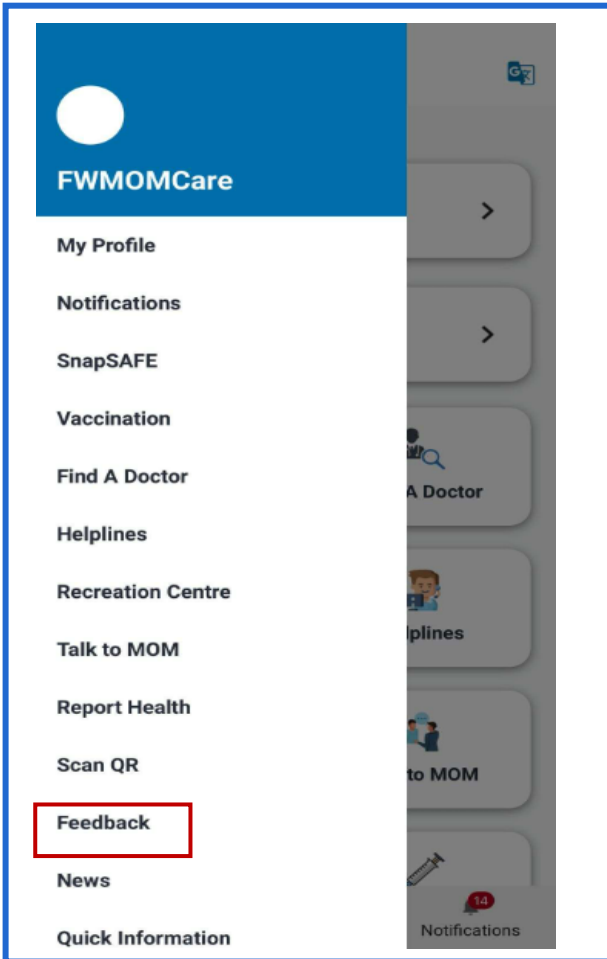 FWMOMCare
My Profile
Notifications
SnapSAFE
Vaccination
Find A Doctor
A Doctor
Helplines
lplines
Recreation Centre
Talk to MOM
to MOM
Report Health
Scan QR
Feedback
News
Quick Information
14
Notifications